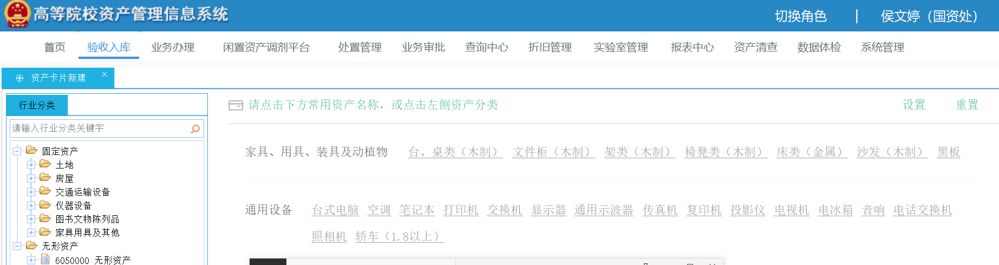 高等院校资产管理信息系统
切换角色 | 侯文婷（国资处）
首页 验收入库 业务办理 闲置资产调剂平台 处置管理 业务审批 查询中心 折旧管理 实验室管理 报表中心 资产清查 数据体检 系统管理
资产卡片新建 ×
行业分类
请输入行业分类关键字
固定资产
土地
房屋
交通运输设备
仪器设备
图书文物陈列品
家具用具及其他
无形资产
6050000 无形资产
请点击下方常用资产名称，或点击左侧资产分类 设置 重置
家具、用具、装具及动植物 台、桌类（木制） 文件柜（木制） 架类（木制） 椅凳类（木制） 床类（金属） 沙发（木制） 黑板
通用设备 台式电脑 空调 笔记本 打印机 交换机 显示器 通用示波器 传真机 复印机 投影仪 电视机 电冰箱 音响 电话交换机
照相机 轿车（1.8以上）